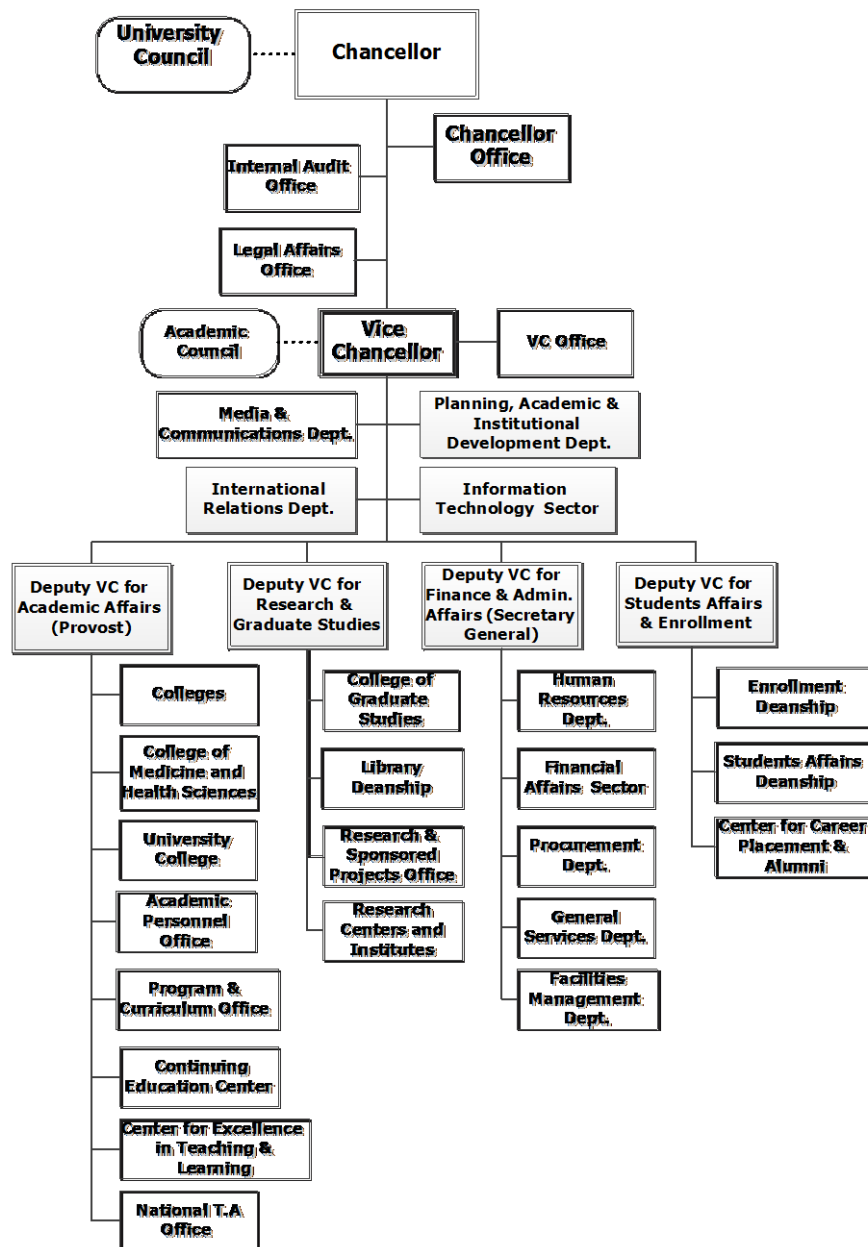 University
Council
Chancellor
Chancellor
Office
Internal Audit
Office
Legal Affairs
Office
Academic
Council
Vice
Chancellor
VC Office
Media &
Communications Dept.
Planning, Academic &
Institutional
Development Dept.
International
Relations Dept.
Information
Technology Sector
Deputy VC for
Academic Affairs
(Provost)
Deputy VC for
Research &
Graduate Studies
Deputy VC for
Finance & Admin.
Affairs (Secretary
General)
Deputy VC for
Students Affairs
& Enrollment
Colleges
College of
Medicine and
Health Sciences
University
College
Academic
Personnel
Office
Program &
Curriculum Office
Continuing
Education Center
Center for Excellence
in Teaching &
Learning
National T.A
Office
College of
Graduate
Studies
Library
Deanship
Research &
Sponsored
Projects Office
Research
Centers and
Institutes
Human
Resources
Dept.
Financial
Affairs Sector
Procurement
Dept.
General
Services Dept.
Facilities
Management
Dept.
Enrollment
Deanship
Students Affairs
Deanship
Center for Career
Placement &
Alumni